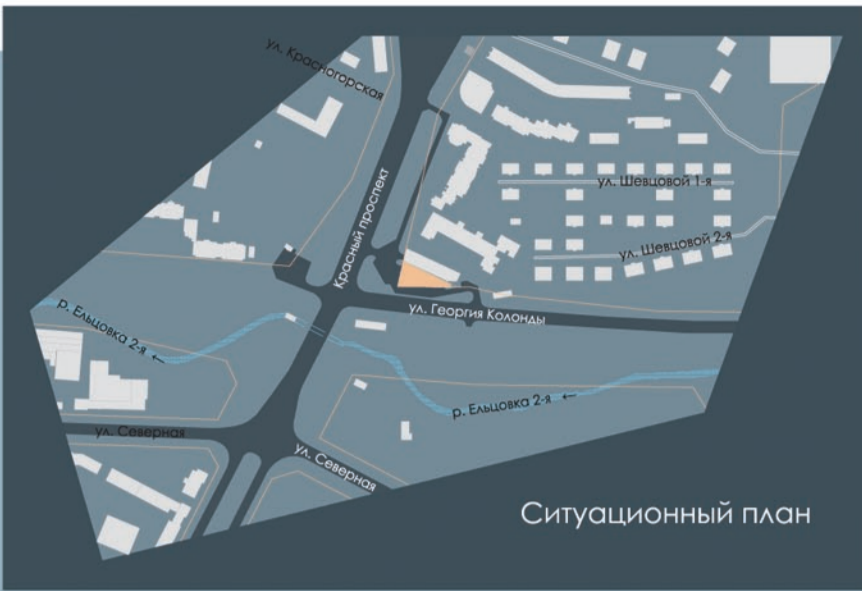 ул. Красногорская
Красный проспект
ул. Шевцовой 1-я
ул. Шевцовой 2-я
ул. Георгия Колонды
р. Ельцовка 2-я ←
р. Ельцовка 2-я ←
ул. Северная
ул. Северная
Ситуационный план